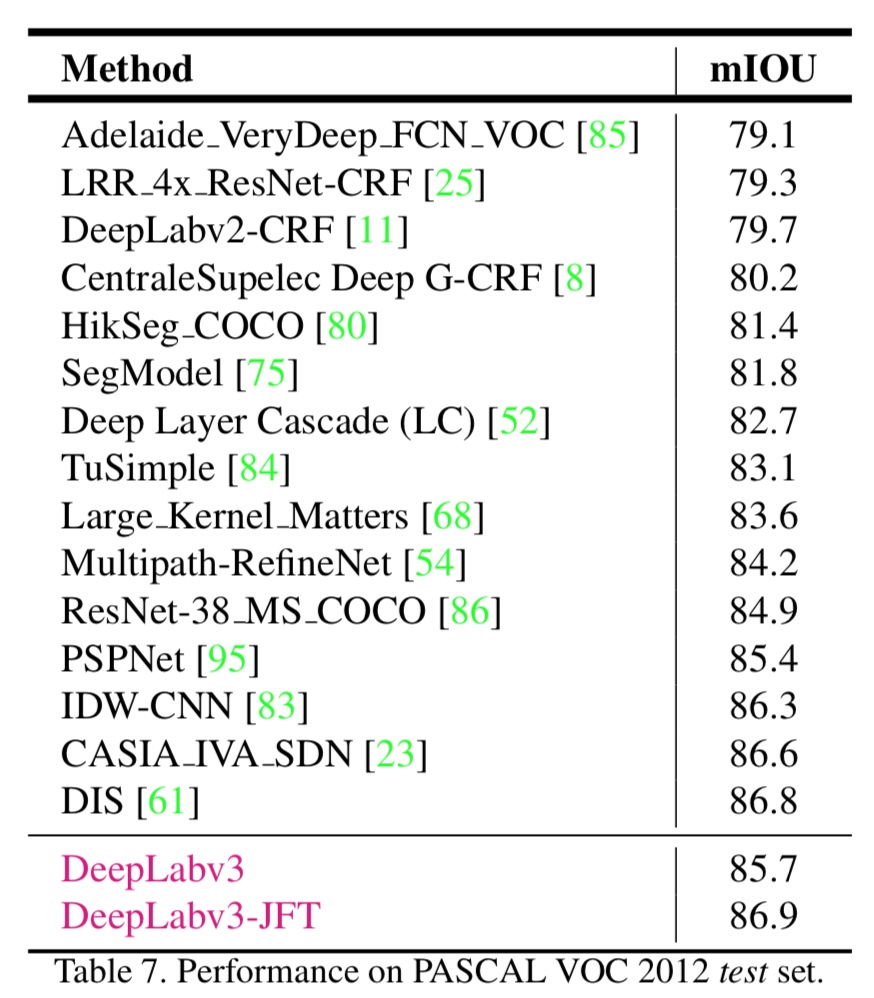 Method mIOU
Adelaide_VeryDeep_FCN_VOC [85] 79.1
LRR_4x_ResNet-CRF [25] 79.3
DeepLabv2-CRF [11] 79.7
CentraleSupelec Deep G-CRF [8] 80.2
HikSeg_COCO [80] 81.4
SegModel [75] 81.8
Deep Layer Cascade (LC) [52] 82.7
TuSimple [84] 83.1
Large_Kernel_Matters [68] 83.6
Multipath-RefineNet [54] 84.2
ResNet-38_MS_COCO [86] 84.9
PSPNet [95] 85.4
IDW-CNN [83] 86.3
CASIA_IVA_SDN [23] 86.6
DIS [61] 86.8
DeepLabv3 85.7
DeepLabv3-JFT 86.9
Table 7. Performance on PASCAL VOC 2012 test set.